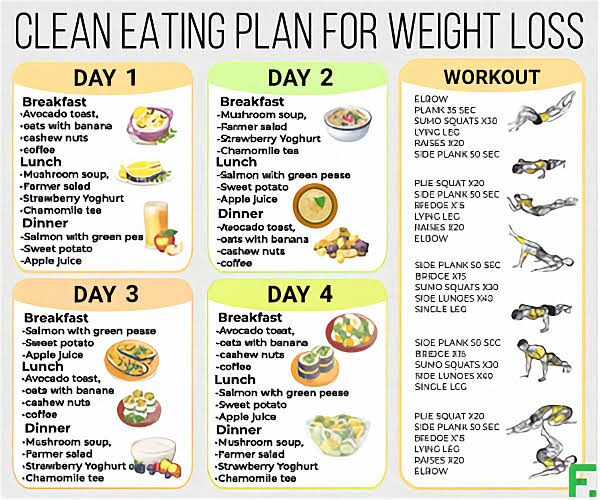 CLEAN EATING PLAN FOR WEIGHT LOSS
DAY 1
Breakfast
•Avocado toast,
•oats with banana
•cashew nuts
•coffee
Lunch
•Mushroom soup,
•Farmer salad
•Strawberry Yoghurt
•Chamomile tee
Dinner
-Salmon with green pea
-Sweet potato
-Apple Juice
DAY 2
Breakfast
-Mushroom soup,
-Farmer salad
-Strawberry Yoghurt
-Chamomile tea
Lunch
-Salmon with green pease
-Sweet potato
-Apple juice
Dinner
-Avocado toast,
-oats with banana
-cashew nuts
-coffee
DAY 3
Breakfast
-Salmon with green pease
-Sweet potato
-Apple juice
Lunch
-Avocado toast,
-oats with banana
-cashew nuts
-coffee
Dinner
-Mushroom soup,
-Farmer salad
-Strawberry Yoghurt
-Chamomile tee
DAY 4
Breakfast
-Avocado toast,
-oats with banana
-cashew nuts
-coffee
Lunch
-Salmon with green peese
-Sweet potato
-Apple juice
Dinner
-Mushroom soup,
-Farmer salad
-Strawberry Yoghurt
-Chamomile tee
WORKOUT
ELBOW
PLANK 35 SEC
SUMO SQUATS X30
LYING LEG
RAISES X20
SIDE PLANK 50 SEC
PLIE SQUAT X20
SIDE PLANK 50 SEC
BRIDGE X15
LYING LEG
RAISES X20
ELBOW
SIDE PLANK 50 SEC
BRIDGE X15
SUMO SQUATS X30
SIDE LUNGES X40
SINGLE LEG
SIDE PLANK 50 SEC
BRIDGE X15
SUMO SQUATS X30
SIDE LUNGES X40
SINGLE LEG
PLIE SQUAT X20
SIDE PLANK 50 SEC
BRIDGE X15
LYING LEG
RAISES X20
ELBOW